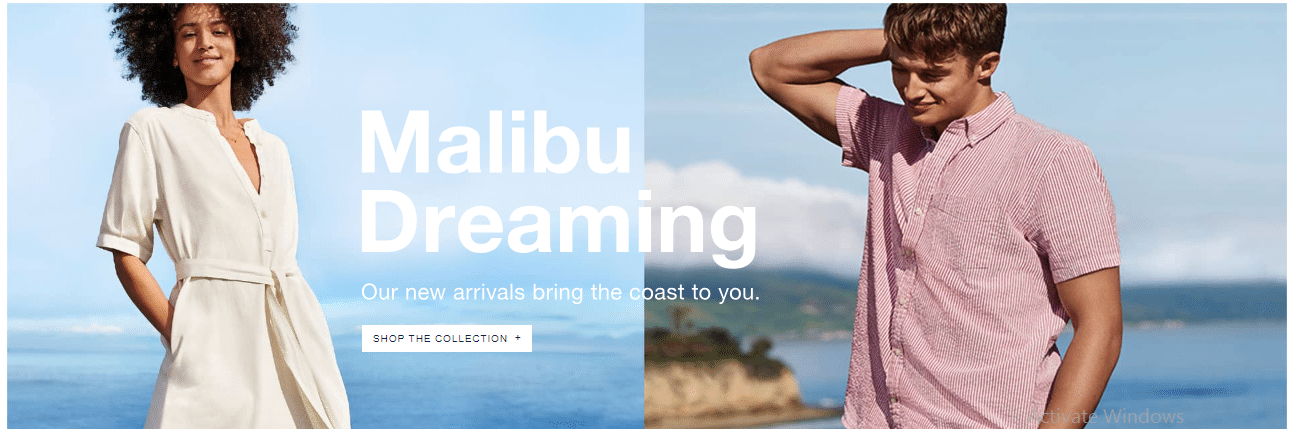 Malibu
Dreaming
Our new arrivals bring the coast to you.
SHOP THE COLLECTION +
Activate Windows